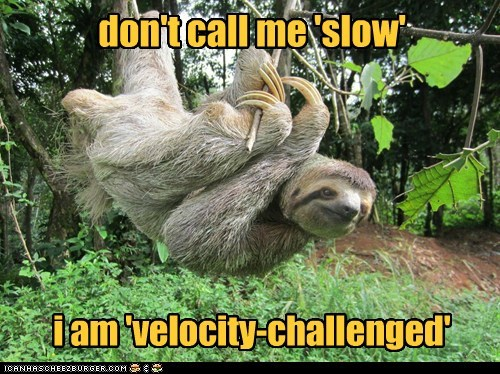 don't call me 'slow'
i am 'velocity-challenged'
ICANHASCHEEZBURGER.COM